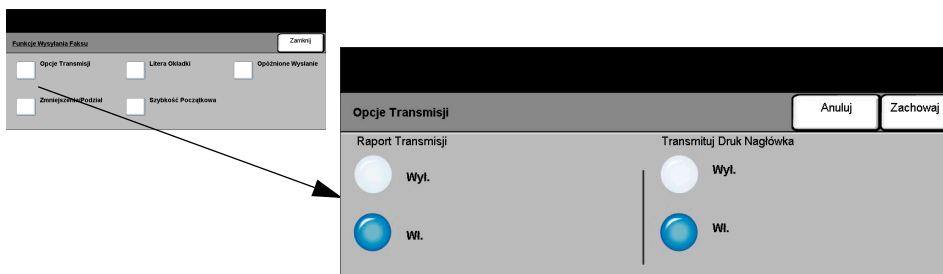 Funkcje Wysyłania Faksu
Zamknij
Opcje Transmisji
Litera Okładki
Opóźnione Wysłanie
Zmniejszenie/Podział
Szybkość Początkowa
Opcje Transmisji
Anuluj
Zachowaj
Raport Transmisji
Transmituj Druk Nagłówka
Wył.
Wył.
Wł.
Wł.